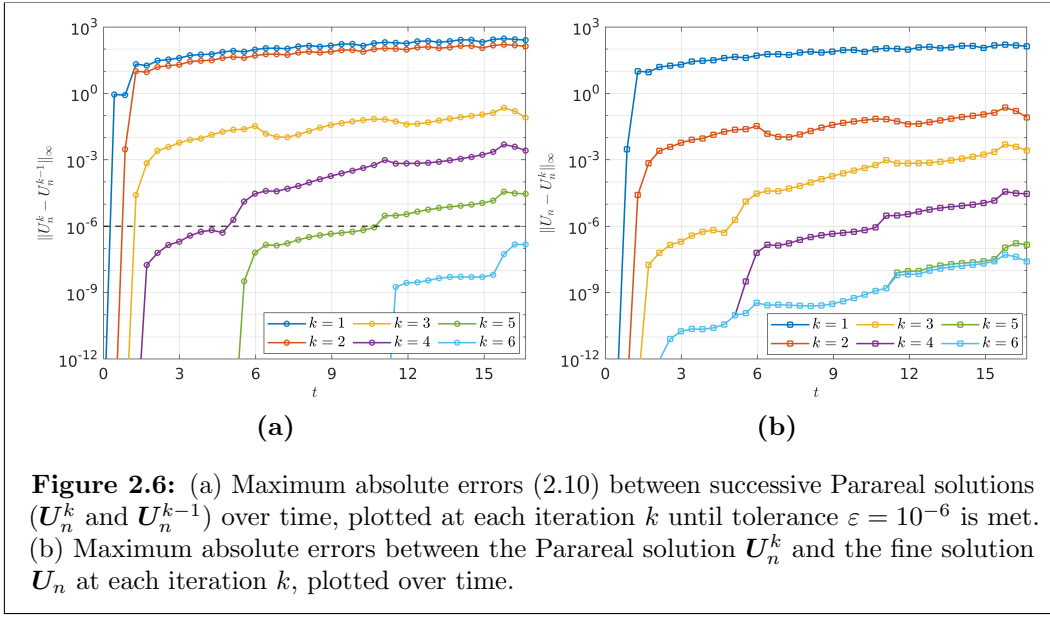 10^3
10^0
10^-3
10^-6
10^-9
10^-12
‖U_n^k − U_n^{k−1}‖_∞
k = 1
k = 3
k = 5
k = 2
k = 4
k = 6
0 3 6 9 12 15
t
(a)
10^3
10^0
10^-3
10^-6
10^-9
10^-12
‖U_n − U_n^k‖_∞
k = 1
k = 3
k = 5
k = 2
k = 4
k = 6
0 3 6 9 12 15
t
(b)
Figure 2.6: (a) Maximum absolute errors (2.10) between successive Parareal solutions
(U_n^k and U_n^{k−1}) over time, plotted at each iteration k until tolerance ε = 10^−6 is met.
(b) Maximum absolute errors between the Parareal solution U_n^k and the fine solution
U_n at each iteration k, plotted over time.